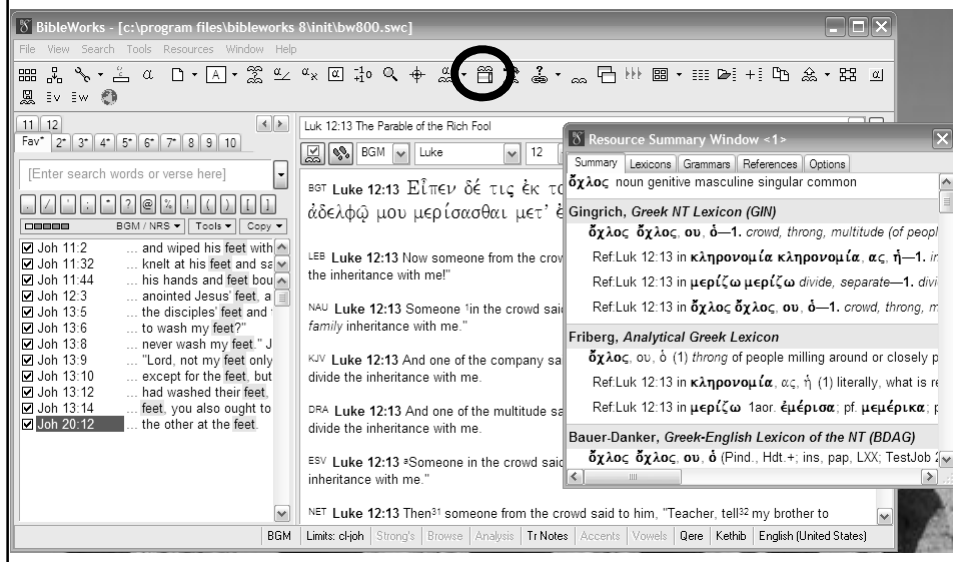 BibleWorks - [c:\program files\bibleworks 8\init\bw800.swc]
File View Search Tools Resources Window Help
11 12
Fav* 2* 3* 4* 5* 6* 7* 8 9 10
[Enter search words or verse here]
, / ' ; * ? @ % ! ( ) [ ]
BGM / NRS Tools Copy
Joh 11:2 ... and wiped his feet with
Joh 11:32 ... knelt at his feet and sa
Joh 11:44 ... his hands and feet bou
Joh 12:3 ... anointed Jesus' feet, a
Joh 13:5 ... the disciples' feet and
Joh 13:6 ... to wash my feet?"
Joh 13:8 ... never wash my feet." J
Joh 13:9 ... "Lord, not my feet only
Joh 13:10 ... except for the feet, but
Joh 13:12 ... had washed their feet,
Joh 13:14 ... feet, you also ought to
Joh 20:12 ... the other at the feet.
Luk 12:13 The Parable of the Rich Fool
BGM Luke 12
BGT Luke 12:13 Εἶπεν δέ τις ἐκ το
ἀδελφῷ μου μερίσασθαι μετ' ἐ
LEB Luke 12:13 Now someone from the crow
the inheritance with me!"
NAU Luke 12:13 Someone ¹in the crowd said
family inheritance with me."
KJV Luke 12:13 And one of the company sa
divide the inheritance with me.
DRA Luke 12:13 And one of the multitude sa
divide the inheritance with me.
ESV Luke 12:13 ªSomeone in the crowd said
inheritance with me."
NET Luke 12:13 Then³¹ someone from the crowd said to him, "Teacher, tell³² my brother to
Resource Summary Window <1>
Summary Lexicons Grammars References Options
ὄχλος noun genitive masculine singular common
Gingrich, Greek NT Lexicon (GIN)
ὄχλος ὄχλος, ου, ὁ—1. crowd, throng, multitude (of peopl
Ref:Luk 12:13 in κληρονομία κληρονομία, ας, ἡ—1. in
Ref:Luk 12:13 in μερίζω μερίζω divide, separate—1. divi
Ref:Luk 12:13 in ὄχλος ὄχλος, ου, ὁ—1. crowd, throng, m
Friberg, Analytical Greek Lexicon
ὄχλος, ου, ὁ (1) throng of people milling around or closely p
Ref:Luk 12:13 in κληρονομία, ας, ἡ (1) literally, what is re
Ref:Luk 12:13 in μερίζω 1aor. ἐμέρισα; pf. μεμέρικα; p
Bauer-Danker, Greek-English Lexicon of the NT (BDAG)
ὄχλος ὄχλος, ου, ὁ (Pind., Hdt.+; ins, pap, LXX; TestJob 2
BGM Limits: cl-joh Strong's Browse Analysis Tr Notes Accents Vowels Qere Kethib English (United States)